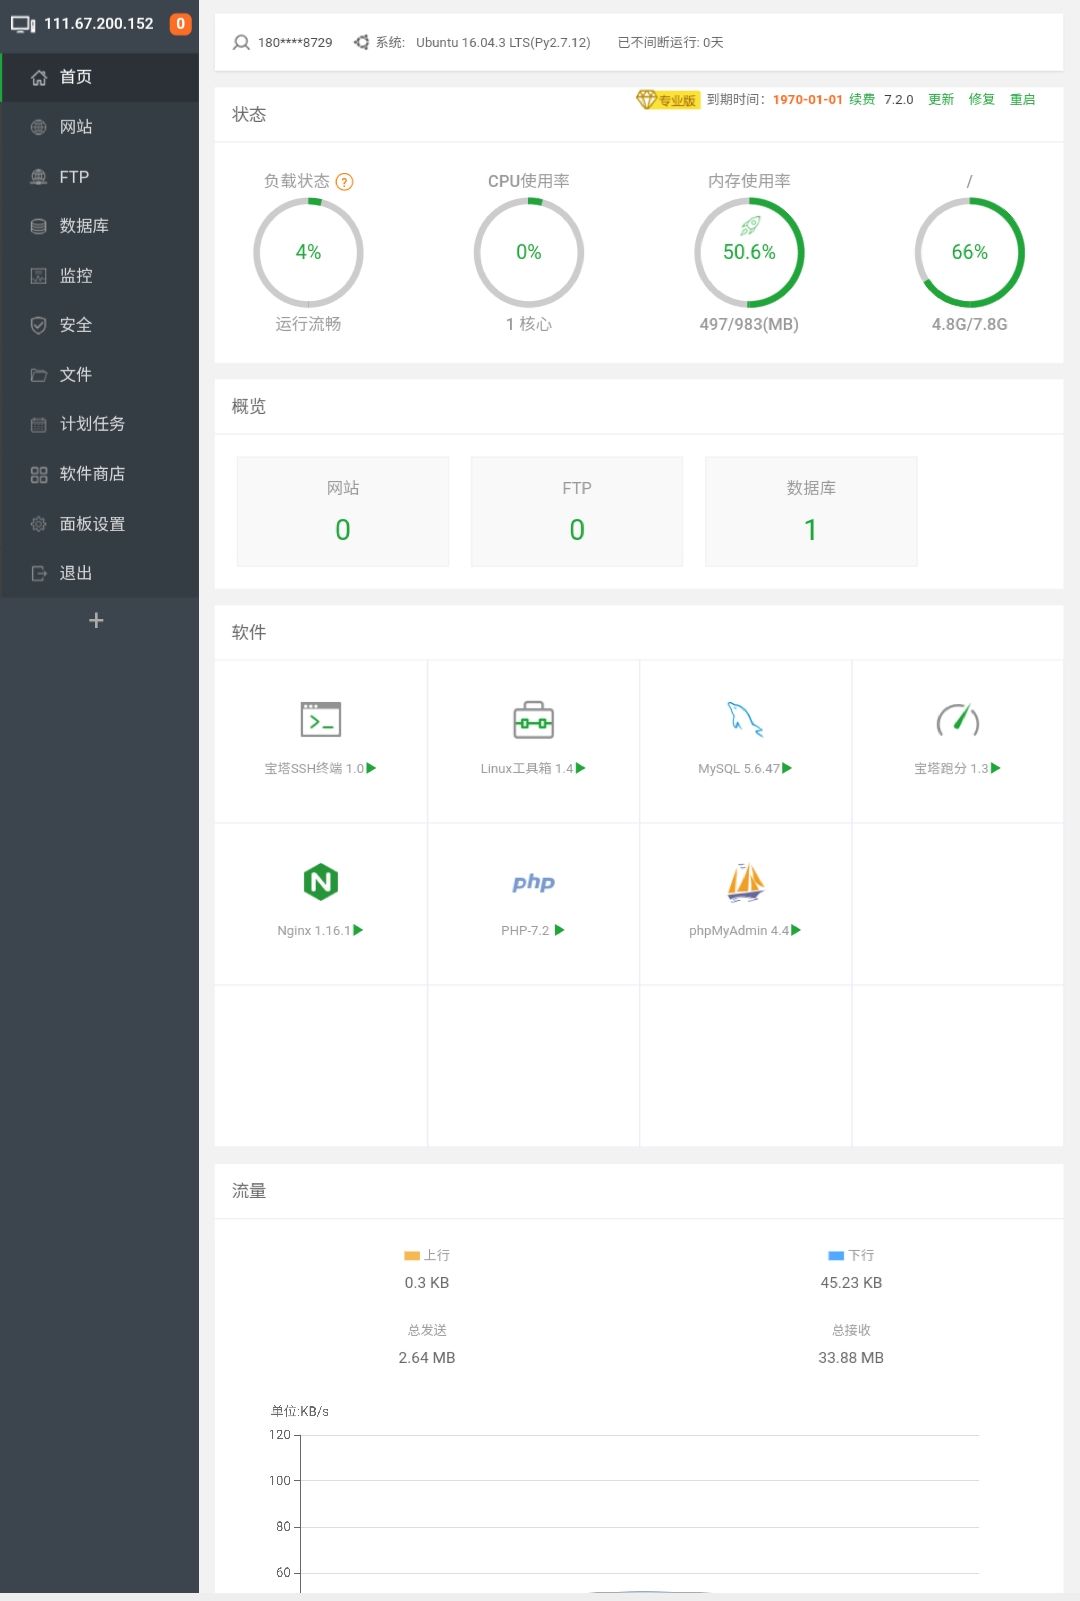 111.67.200.152 0
首页
网站
FTP
数据库
监控
安全
文件
计划任务
软件商店
面板设置
退出
+
180****8729 系统: Ubuntu 16.04.3 LTS(Py2.7.12) 已不间断运行: 0天
状态
专业版 到期时间: 1970-01-01 续费 7.2.0 更新 修复 重启
负载状态 ? CPU使用率 内存使用率 /
4% 0% 50.6% 66%
运行流畅 1 核心 497/983(MB) 4.8G/7.8G
概览
网站 FTP 数据库
0 0 1
软件
宝塔SSH终端 1.0 Linux工具箱 1.4 MySQL 5.6.47 宝塔跑分 1.3
N php
Nginx 1.16.1 PHP-7.2 phpMyAdmin 4.4
流量
上行 下行
0.3 KB 45.23 KB
总发送 总接收
2.64 MB 33.88 MB
单位:KB/s
120
100
80
60